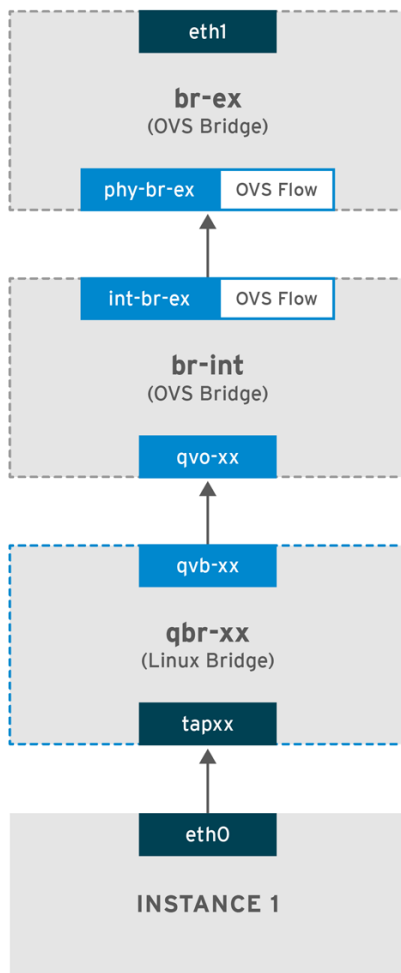 eth1
br-ex
(OVS Bridge)
phy-br-ex OVS Flow
int-br-ex OVS Flow
br-int
(OVS Bridge)
qvo-xx
qvb-xx
qbr-xx
(Linux Bridge)
tapxx
eth0
INSTANCE 1